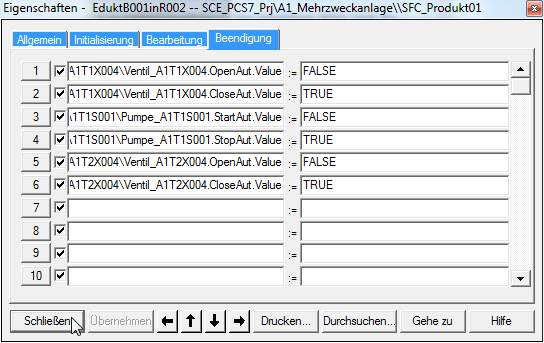 Eigenschaften - EduktB001inR002 -- SCE_PCS7_Prj\A1_Mehrzweckanlage\\SFC_Produkt01
Allgemein Initialisierung Bearbeitung Beendigung
1 A1T1X004\Ventil_A1T1X004.OpenAut.Value := FALSE
2 A1T1X004\Ventil_A1T1X004.CloseAut.Value := TRUE
3 \1T1S001\Pumpe_A1T1S001.StartAut.Value := FALSE
4 \1T1S001\Pumpe_A1T1S001.StopAut.Value := TRUE
5 A1T2X004\Ventil_A1T2X004.OpenAut.Value := FALSE
6 A1T2X004\Ventil_A1T2X004.CloseAut.Value := TRUE
7 :=
8 :=
9 :=
10 :=
Schließen Übernehmen Drucken... Durchsuchen... Gehe zu Hilfe